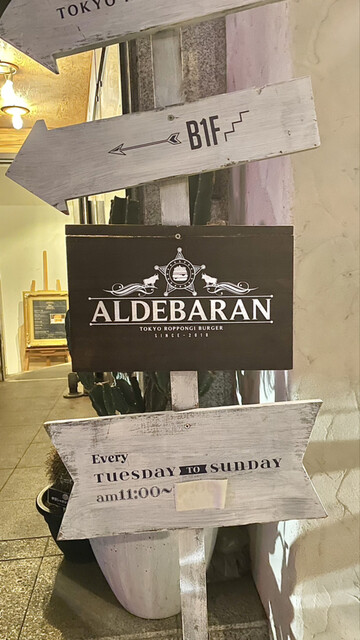 TOKYO
B1F
ALDEBARAN
TOKYO ROPPONGI BURGER
SINCE-2018
Every
TUESDAY TO SUNDAY
am11:00~